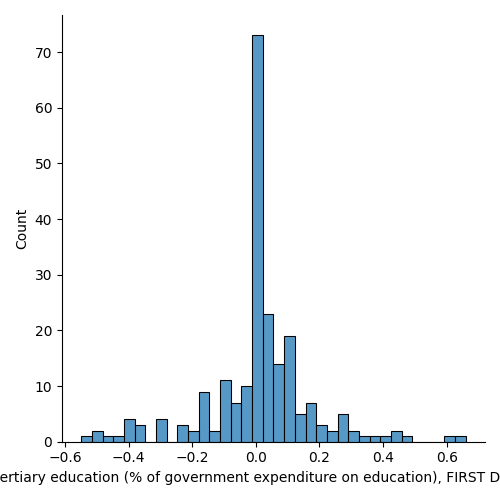 70
60
50
40
30
20
10
0
Count
−0.6 −0.4 −0.2 0.0 0.2 0.4 0.6
ertiary education (% of government expenditure on education), FIRST D